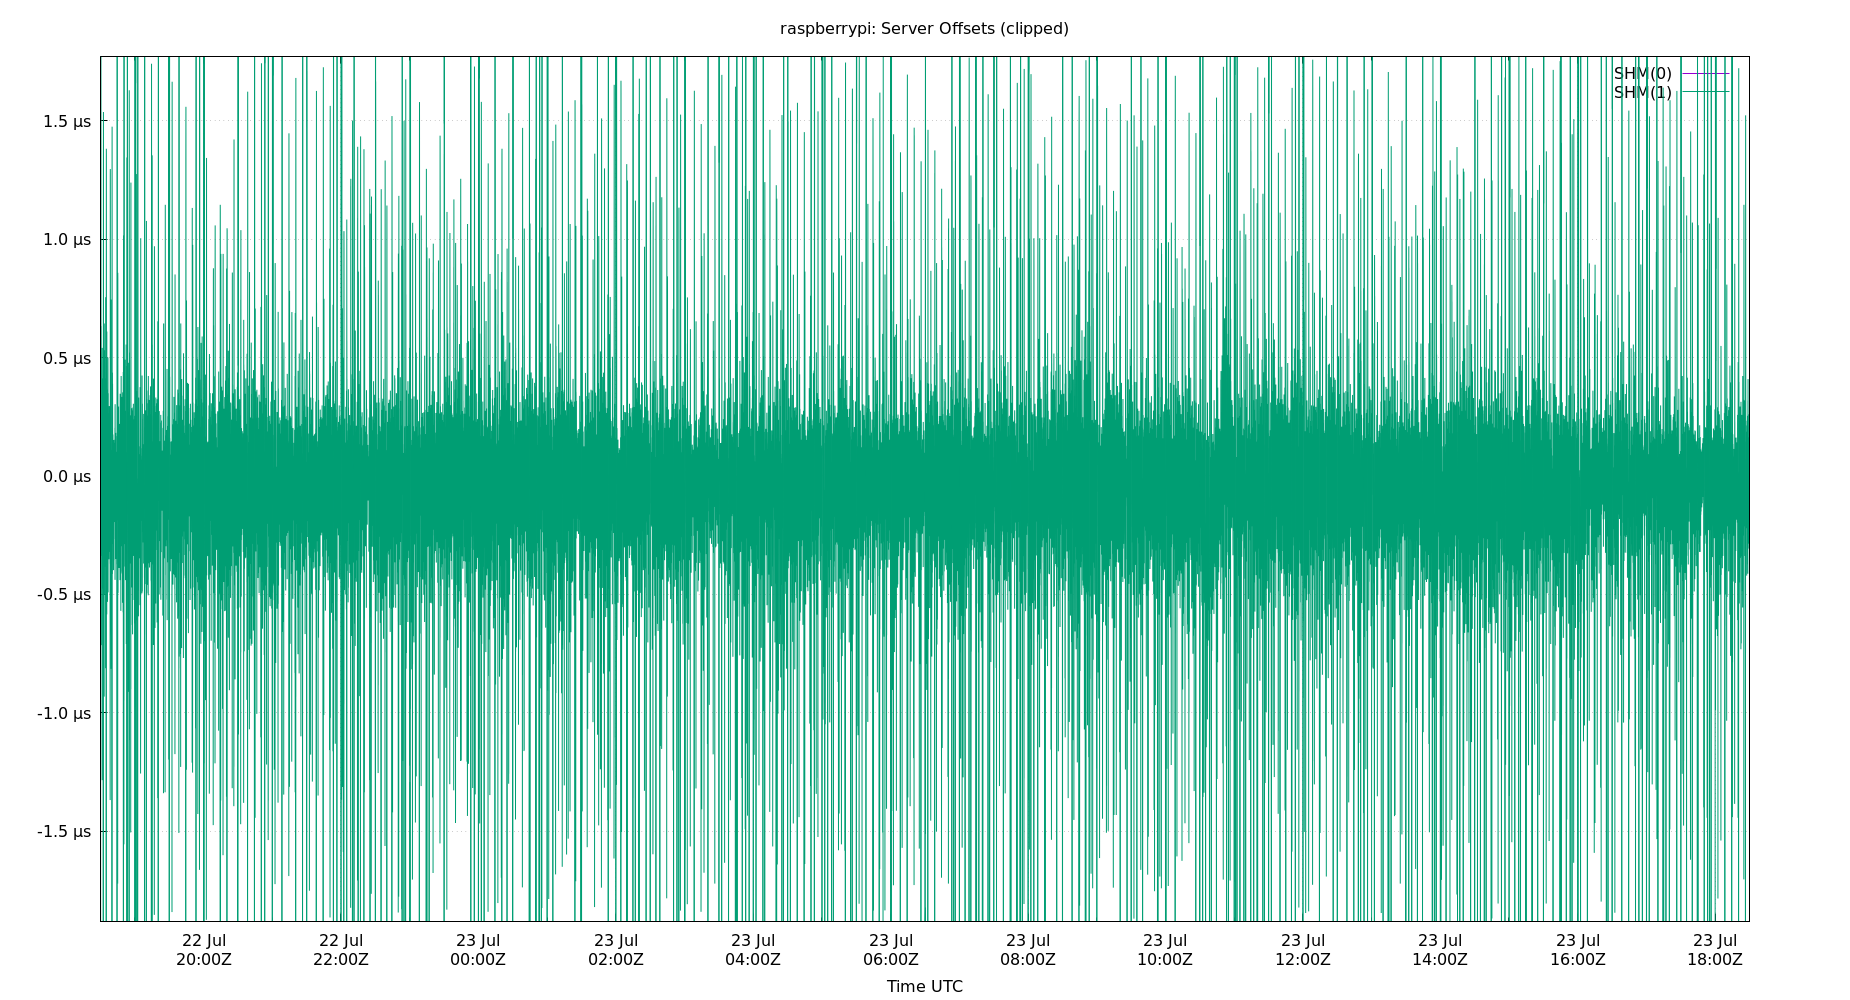 raspberrypi: Server Offsets (clipped)
SHM(0)
SHM(1)
1.5 µs
1.0 µs
0.5 µs
0.0 µs
-0.5 µs
-1.0 µs
-1.5 µs
22 Jul 22 Jul 23 Jul 23 Jul 23 Jul 23 Jul 23 Jul 23 Jul 23 Jul 23 Jul 23 Jul 23 Jul
20:00Z 22:00Z 00:00Z 02:00Z 04:00Z 06:00Z 08:00Z 10:00Z 12:00Z 14:00Z 16:00Z 18:00Z
Time UTC